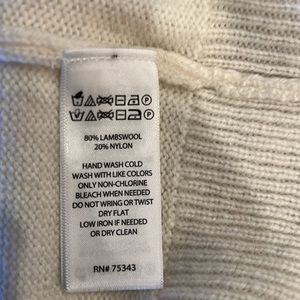 80% LAMBSWOOL
20% NYLON
HAND WASH COLD
WASH WITH LIKE COLORS
ONLY NON-CHLORINE
BLEACH WHEN NEEDED
DO NOT WRING OR TWIST
DRY FLAT
LOW IRON IF NEEDED
OR DRY CLEAN
RN# 75343